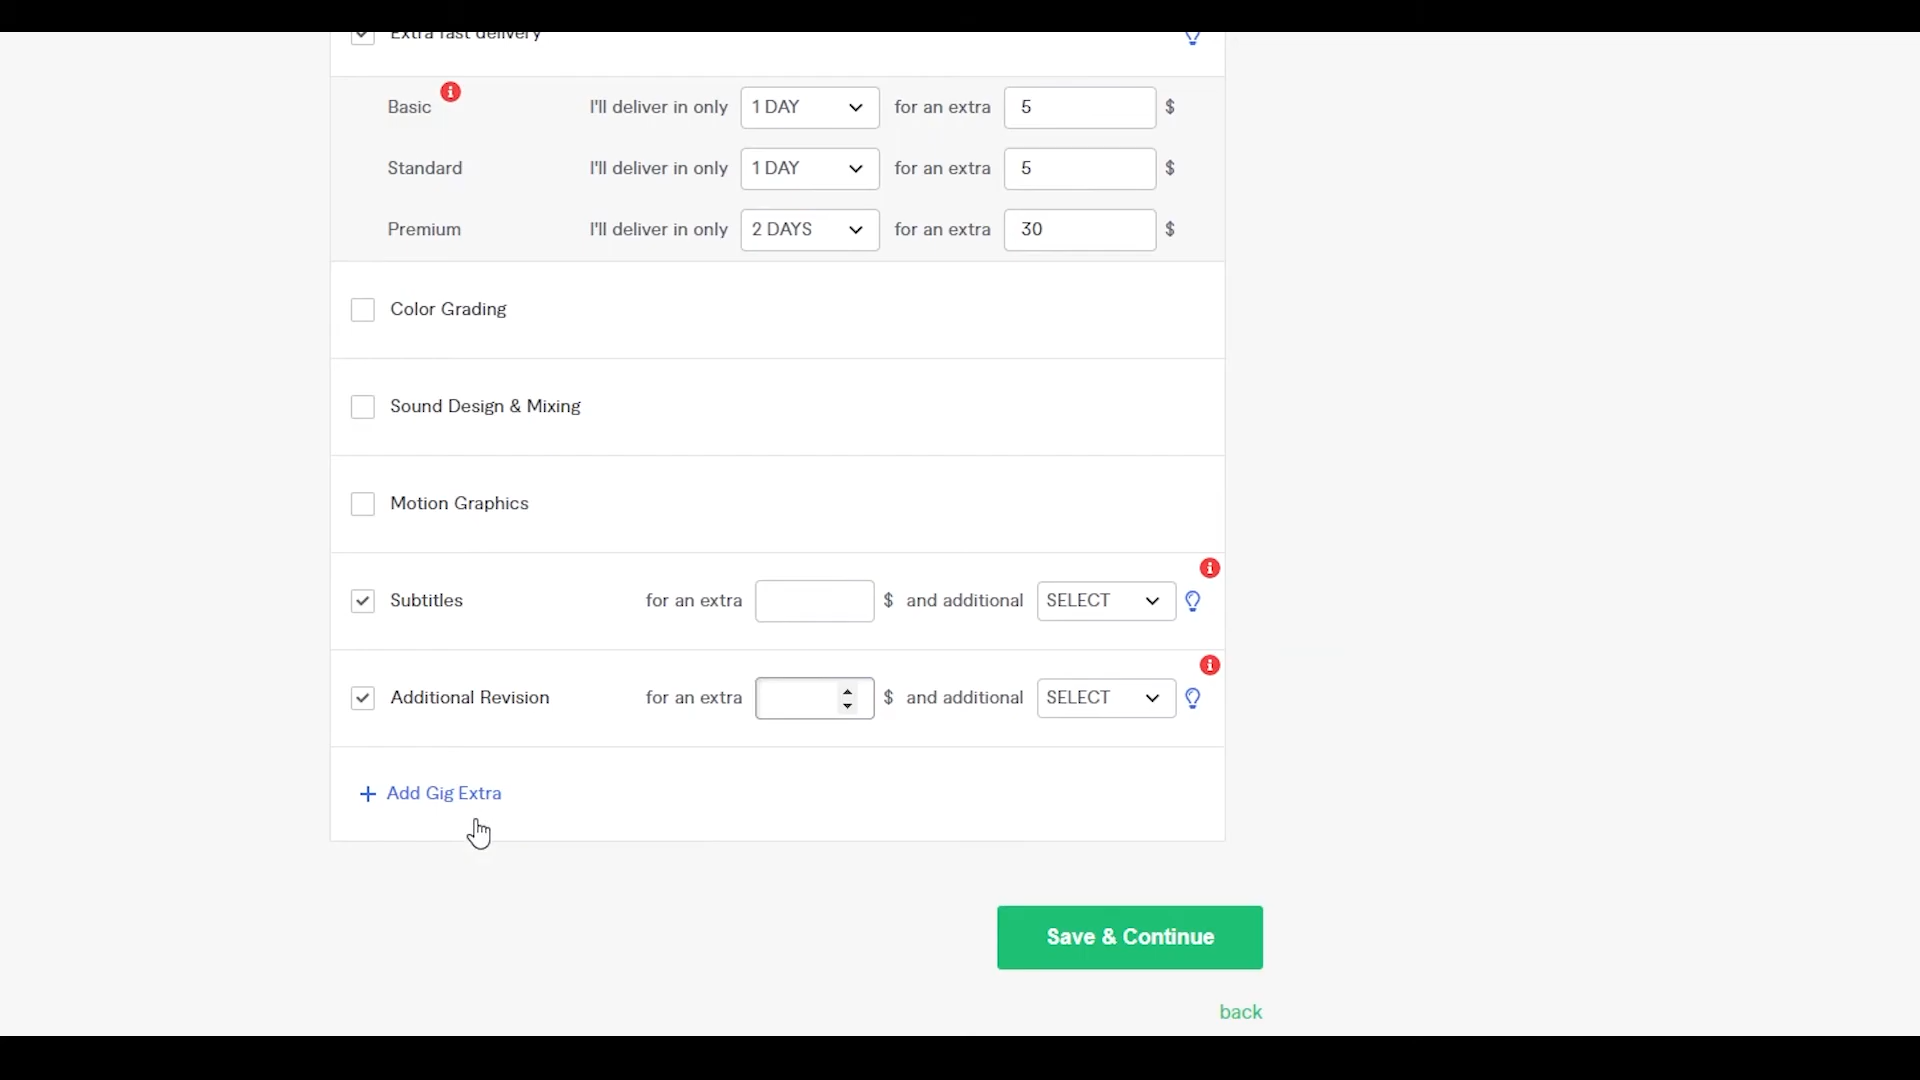 Extra fast delivery
Basic I'll deliver in only 1 DAY for an extra 5 $
Standard I'll deliver in only 1 DAY for an extra 5 $
Premium I'll deliver in only 2 DAYS for an extra 30 $
Color Grading
Sound Design & Mixing
Motion Graphics
Subtitles for an extra $ and additional SELECT
Additional Revision for an extra $ and additional SELECT
+ Add Gig Extra
Save & Continue
back